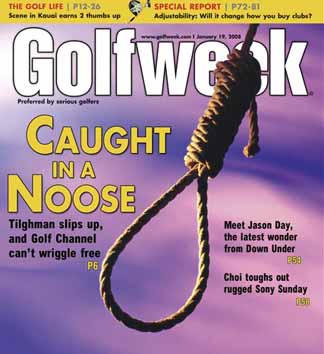 THE GOLF LIFE | P12-26
Scene in Kauai earns 2 thumbs up
SPECIAL REPORT | P72-81
Adjustability: Will it change how you buy clubs?
www.golfweek.com I January 19, 2008
Golfweek
Preferred by serious golfers
CAUGHT
IN A
NOOSE
Tilghman slips up,
and Golf Channel
can't wriggle free
P6
Meet Jason Day,
the latest wonder
from Down Under
P54
Choi toughs out
rugged Sony Sunday
P50